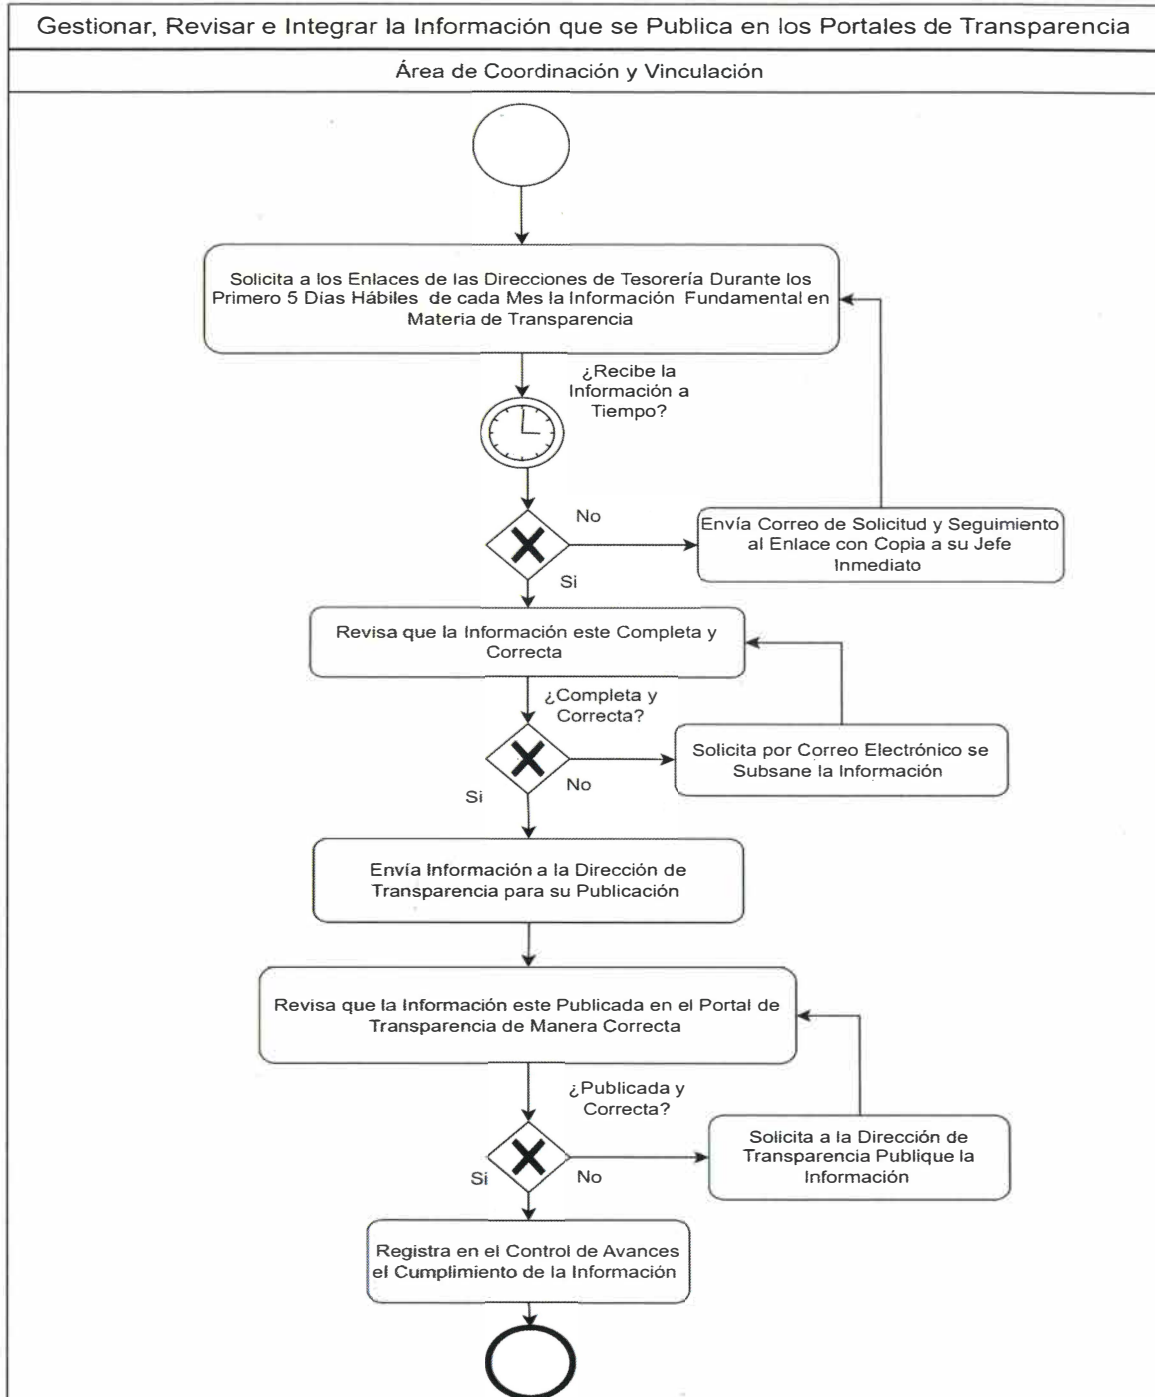 Gestionar, Revisar e Integrar la Información que se Publica en los Portales de Transparencia
Área de Coordinación y Vinculación
Solicita a los Enlaces de las Direcciones de Tesorería Durante los
Primero 5 Días Hábiles de cada Mes la Información Fundamental en
Materia de Transparencia
¿Recibe la
Información a
Tiempo?
No
Envía Correo de Solicitud y Seguimiento
al Enlace con Copia a su Jefe
Inmediato
Si
Revisa que la Información este Completa y
Correcta
¿Completa y
Correcta?
Solicita por Correo Electrónico se
Subsane la Información
No
Si
Envía Información a la Dirección de
Transparencia para su Publicación
Revisa que la Información este Publicada en el Portal de
Transparencia de Manera Correcta
¿Publicada y
Correcta?
Solicita a la Dirección de
Transparencia Publique la
Información
Si
No
Registra en el Control de Avances
el Cumplimiento de la Información